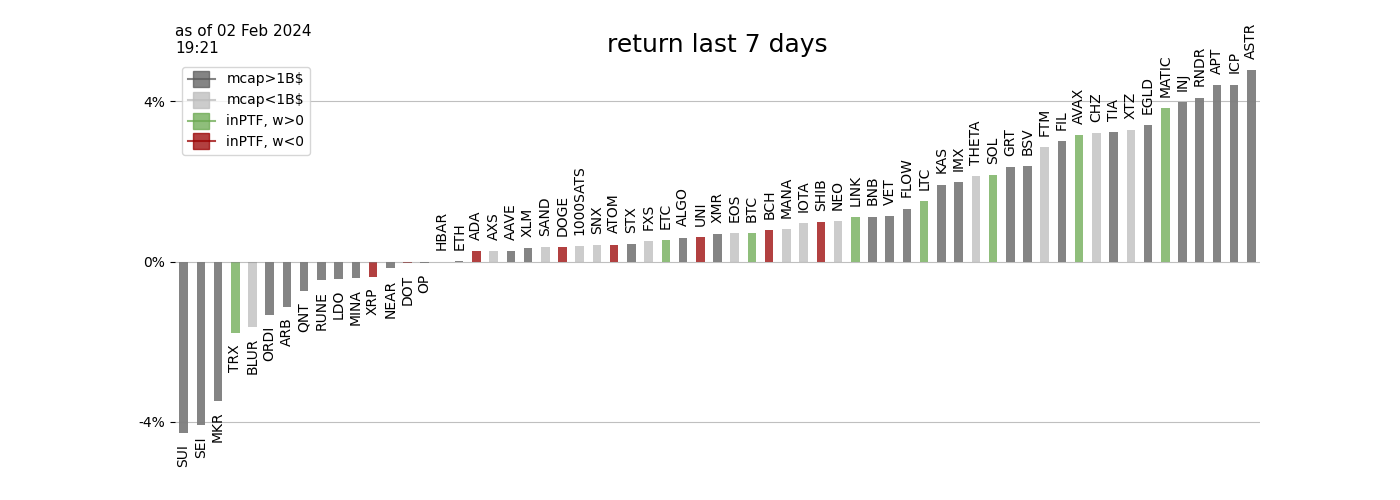 as of 02 Feb 2024
19:21
return last 7 days
mcap>1B$
mcap<1B$
inPTF, w>0
inPTF, w<0
4%
0%
-4%
SUI
SEI
MKR
TRX
BLUR
ORDI
ARB
QNT
RUNE
LDO
MINA
XRP
NEAR
DOT
OP
HBAR
ETH
ADA
AXS
AAVE
XLM
SAND
DOGE
1000SATS
SNX
ATOM
STX
FXS
ETC
ALGO
UNI
XMR
EOS
BTC
BCH
MANA
IOTA
SHIB
NEO
LINK
BNB
VET
FLOW
LTC
KAS
IMX
THETA
SOL
GRT
BSV
FTM
FIL
AVAX
CHZ
TIA
XTZ
EGLD
MATIC
INJ
RNDR
APT
ICP
ASTR